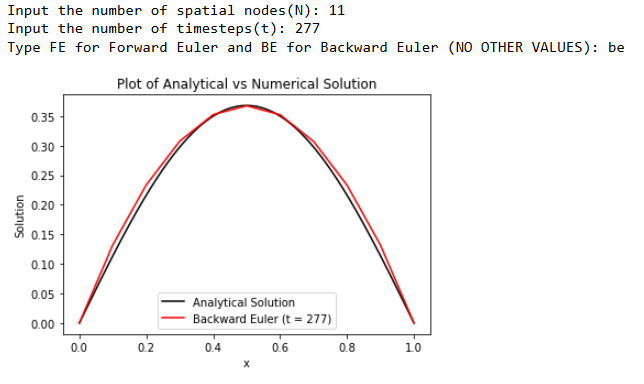 Input the number of spatial nodes(N): 11
Input the number of timesteps(t): 277
Type FE for Forward Euler and BE for Backward Euler (NO OTHER VALUES): be
Plot of Analytical vs Numerical Solution
Solution
0.35
0.30
0.25
0.20
0.15
0.10
0.05
0.00
Analytical Solution
Backward Euler (t = 277)
0.0 0.2 0.4 0.6 0.8 1.0
x